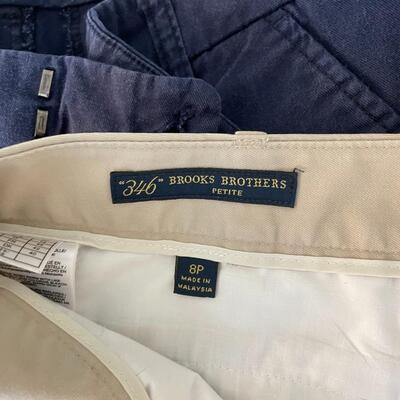 "346" BROOKS BROTHERS
PETITE
8P
MADE IN
MALAYSIA